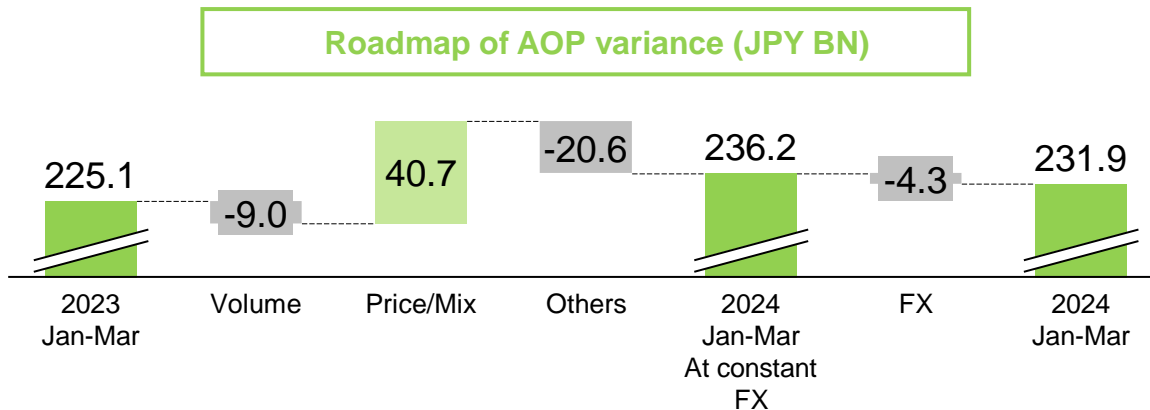 Roadmap of AOP variance (JPY BN)
225.1
-9.0
40.7
-20.6
236.2
-4.3
231.9
2023
Jan-Mar
Volume
Price/Mix
Others
2024
Jan-Mar
At constant
FX
FX
2024
Jan-Mar